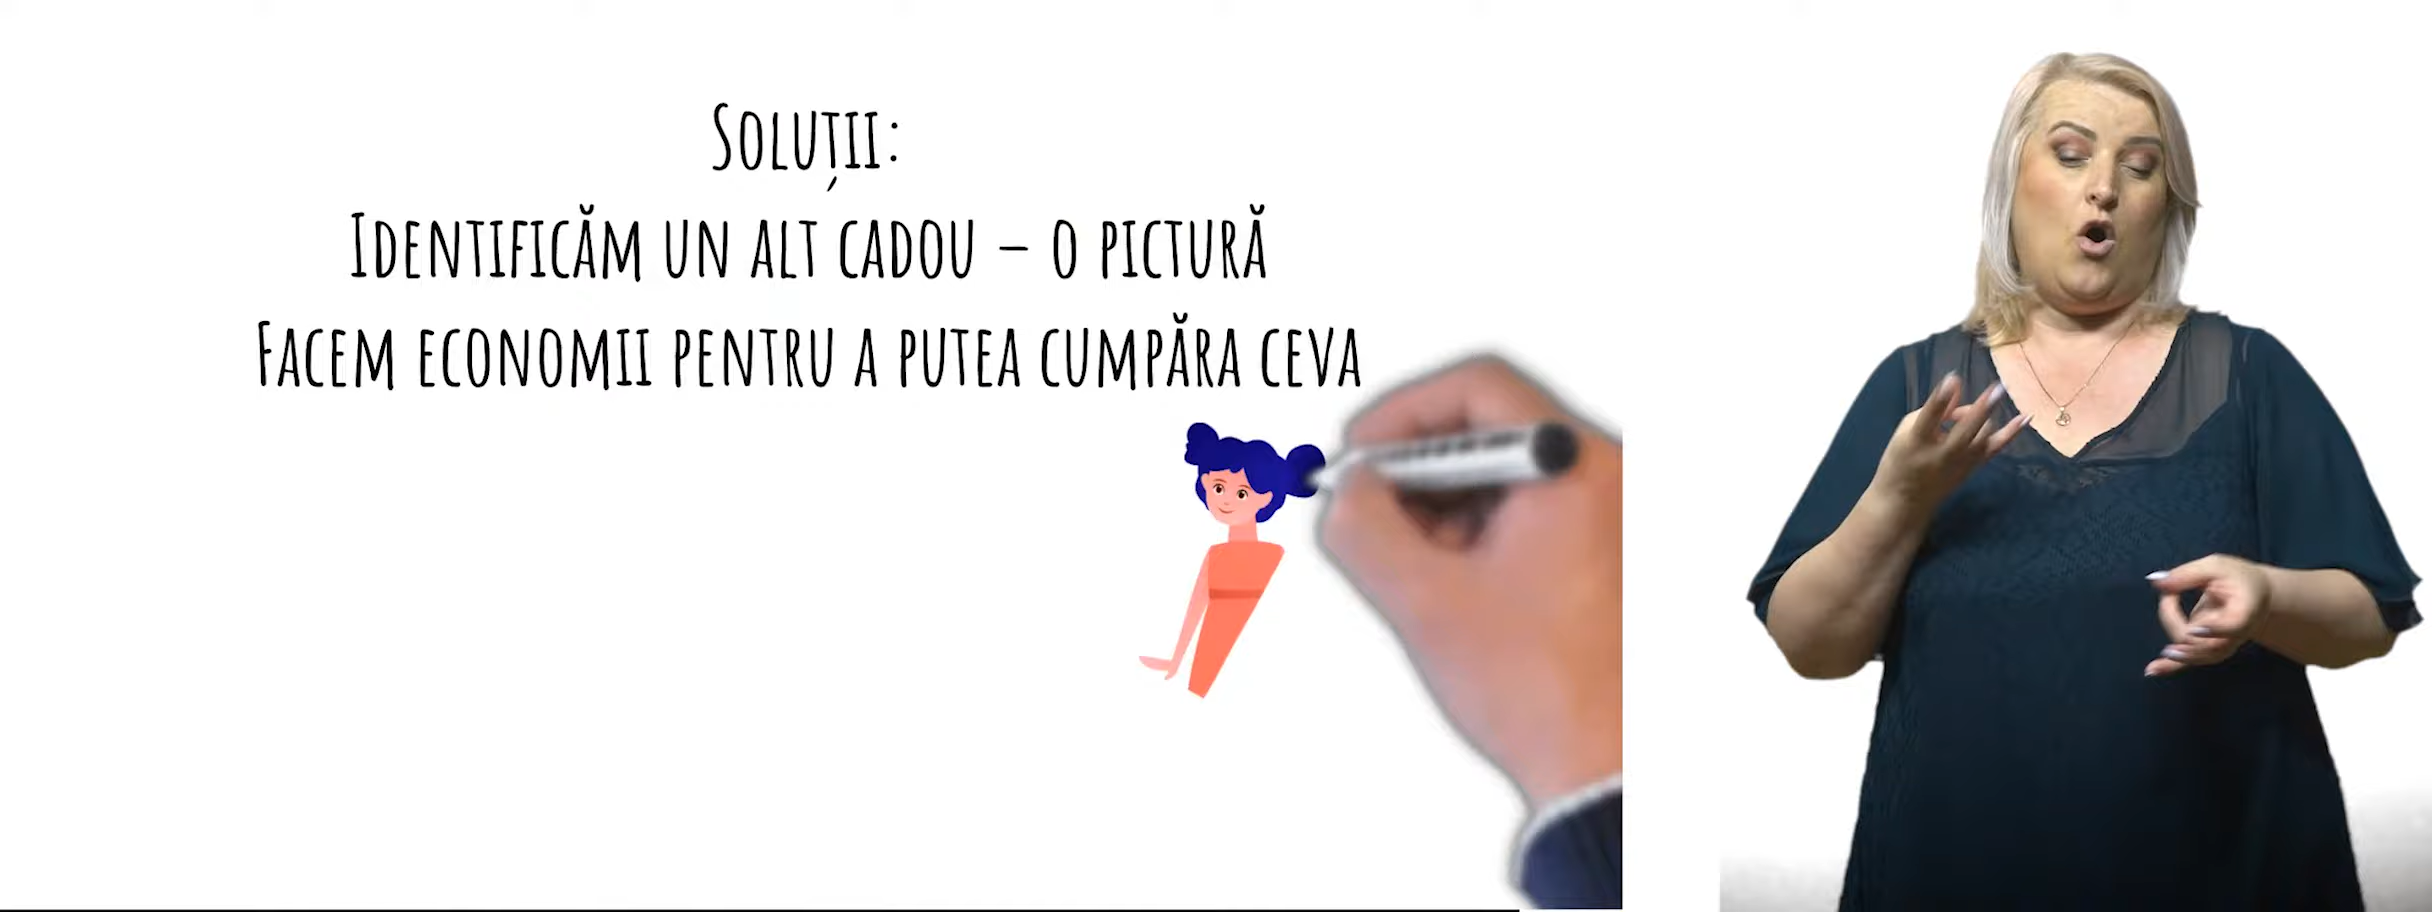 Soluții:
Identificăm un alt cadou – o pictură
Facem economii pentru a putea cumpăra ceva